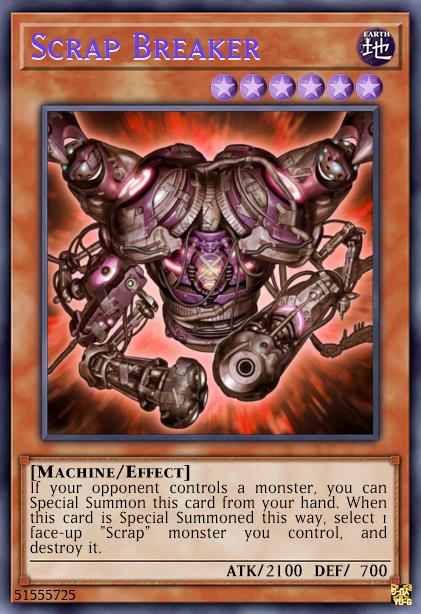 Scrap Breaker
EARTH
地
[Machine/Effect]
If your opponent controls a monster, you can
Special Summon this card from your hand. When
this card is Special Summoned this way, select 1
face-up "Scrap" monster you control, and
destroy it.
ATK/2100 DEF/ 700
51555725